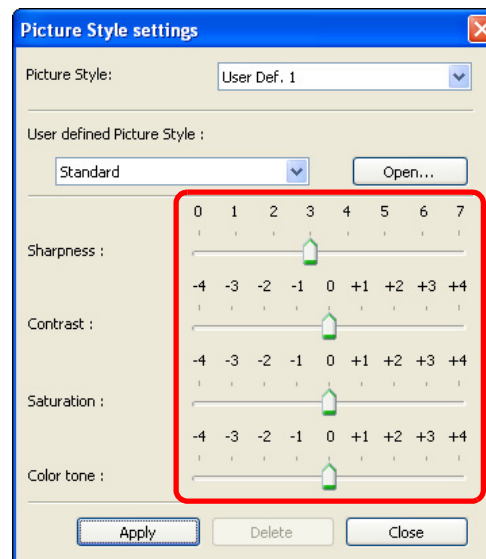 Picture Style settings
Picture Style: User Def. 1
User defined Picture Style :
Standard Open...
0 1 2 3 4 5 6 7
Sharpness :
-4 -3 -2 -1 0 +1 +2 +3 +4
Contrast :
-4 -3 -2 -1 0 +1 +2 +3 +4
Saturation :
-4 -3 -2 -1 0 +1 +2 +3 +4
Color tone :
Apply Delete Close